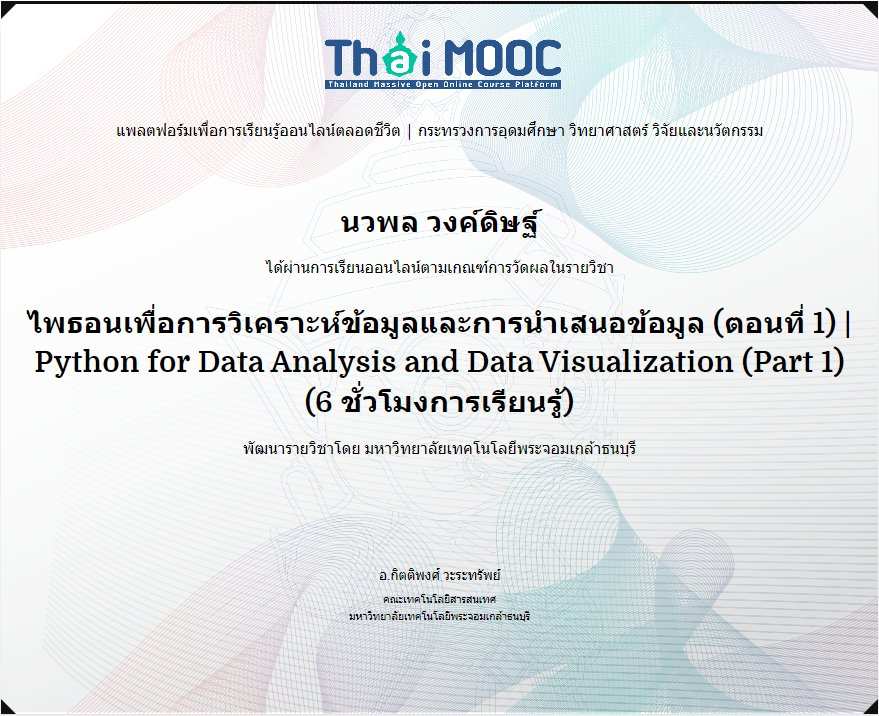 Thai MOOC
Thailand Massive Open Online Course Platform
แพลตฟอร์มเพื่อการเรียนรู้ออนไลน์ตลอดชีวิต | กระทรวงการอุดมศึกษา วิทยาศาสตร์ วิจัยและนวัตกรรม
นวพล วงค์ดิษฐ์
ได้ผ่านการเรียนออนไลน์ตามเกณฑ์การวัดผลในรายวิชา
ไพธอนเพื่อการวิเคราะห์ข้อมูลและการนำเสนอข้อมูล (ตอนที่ 1) |
Python for Data Analysis and Data Visualization (Part 1)
(6 ชั่วโมงการเรียนรู้)
พัฒนารายวิชาโดย มหาวิทยาลัยเทคโนโลยีพระจอมเกล้าธนบุรี
อ.กิตติพงศ์ วะระทรัพย์
คณะเทคโนโลยีสารสนเทศ
มหาวิทยาลัยเทคโนโลยีพระจอมเกล้าธนบุรี